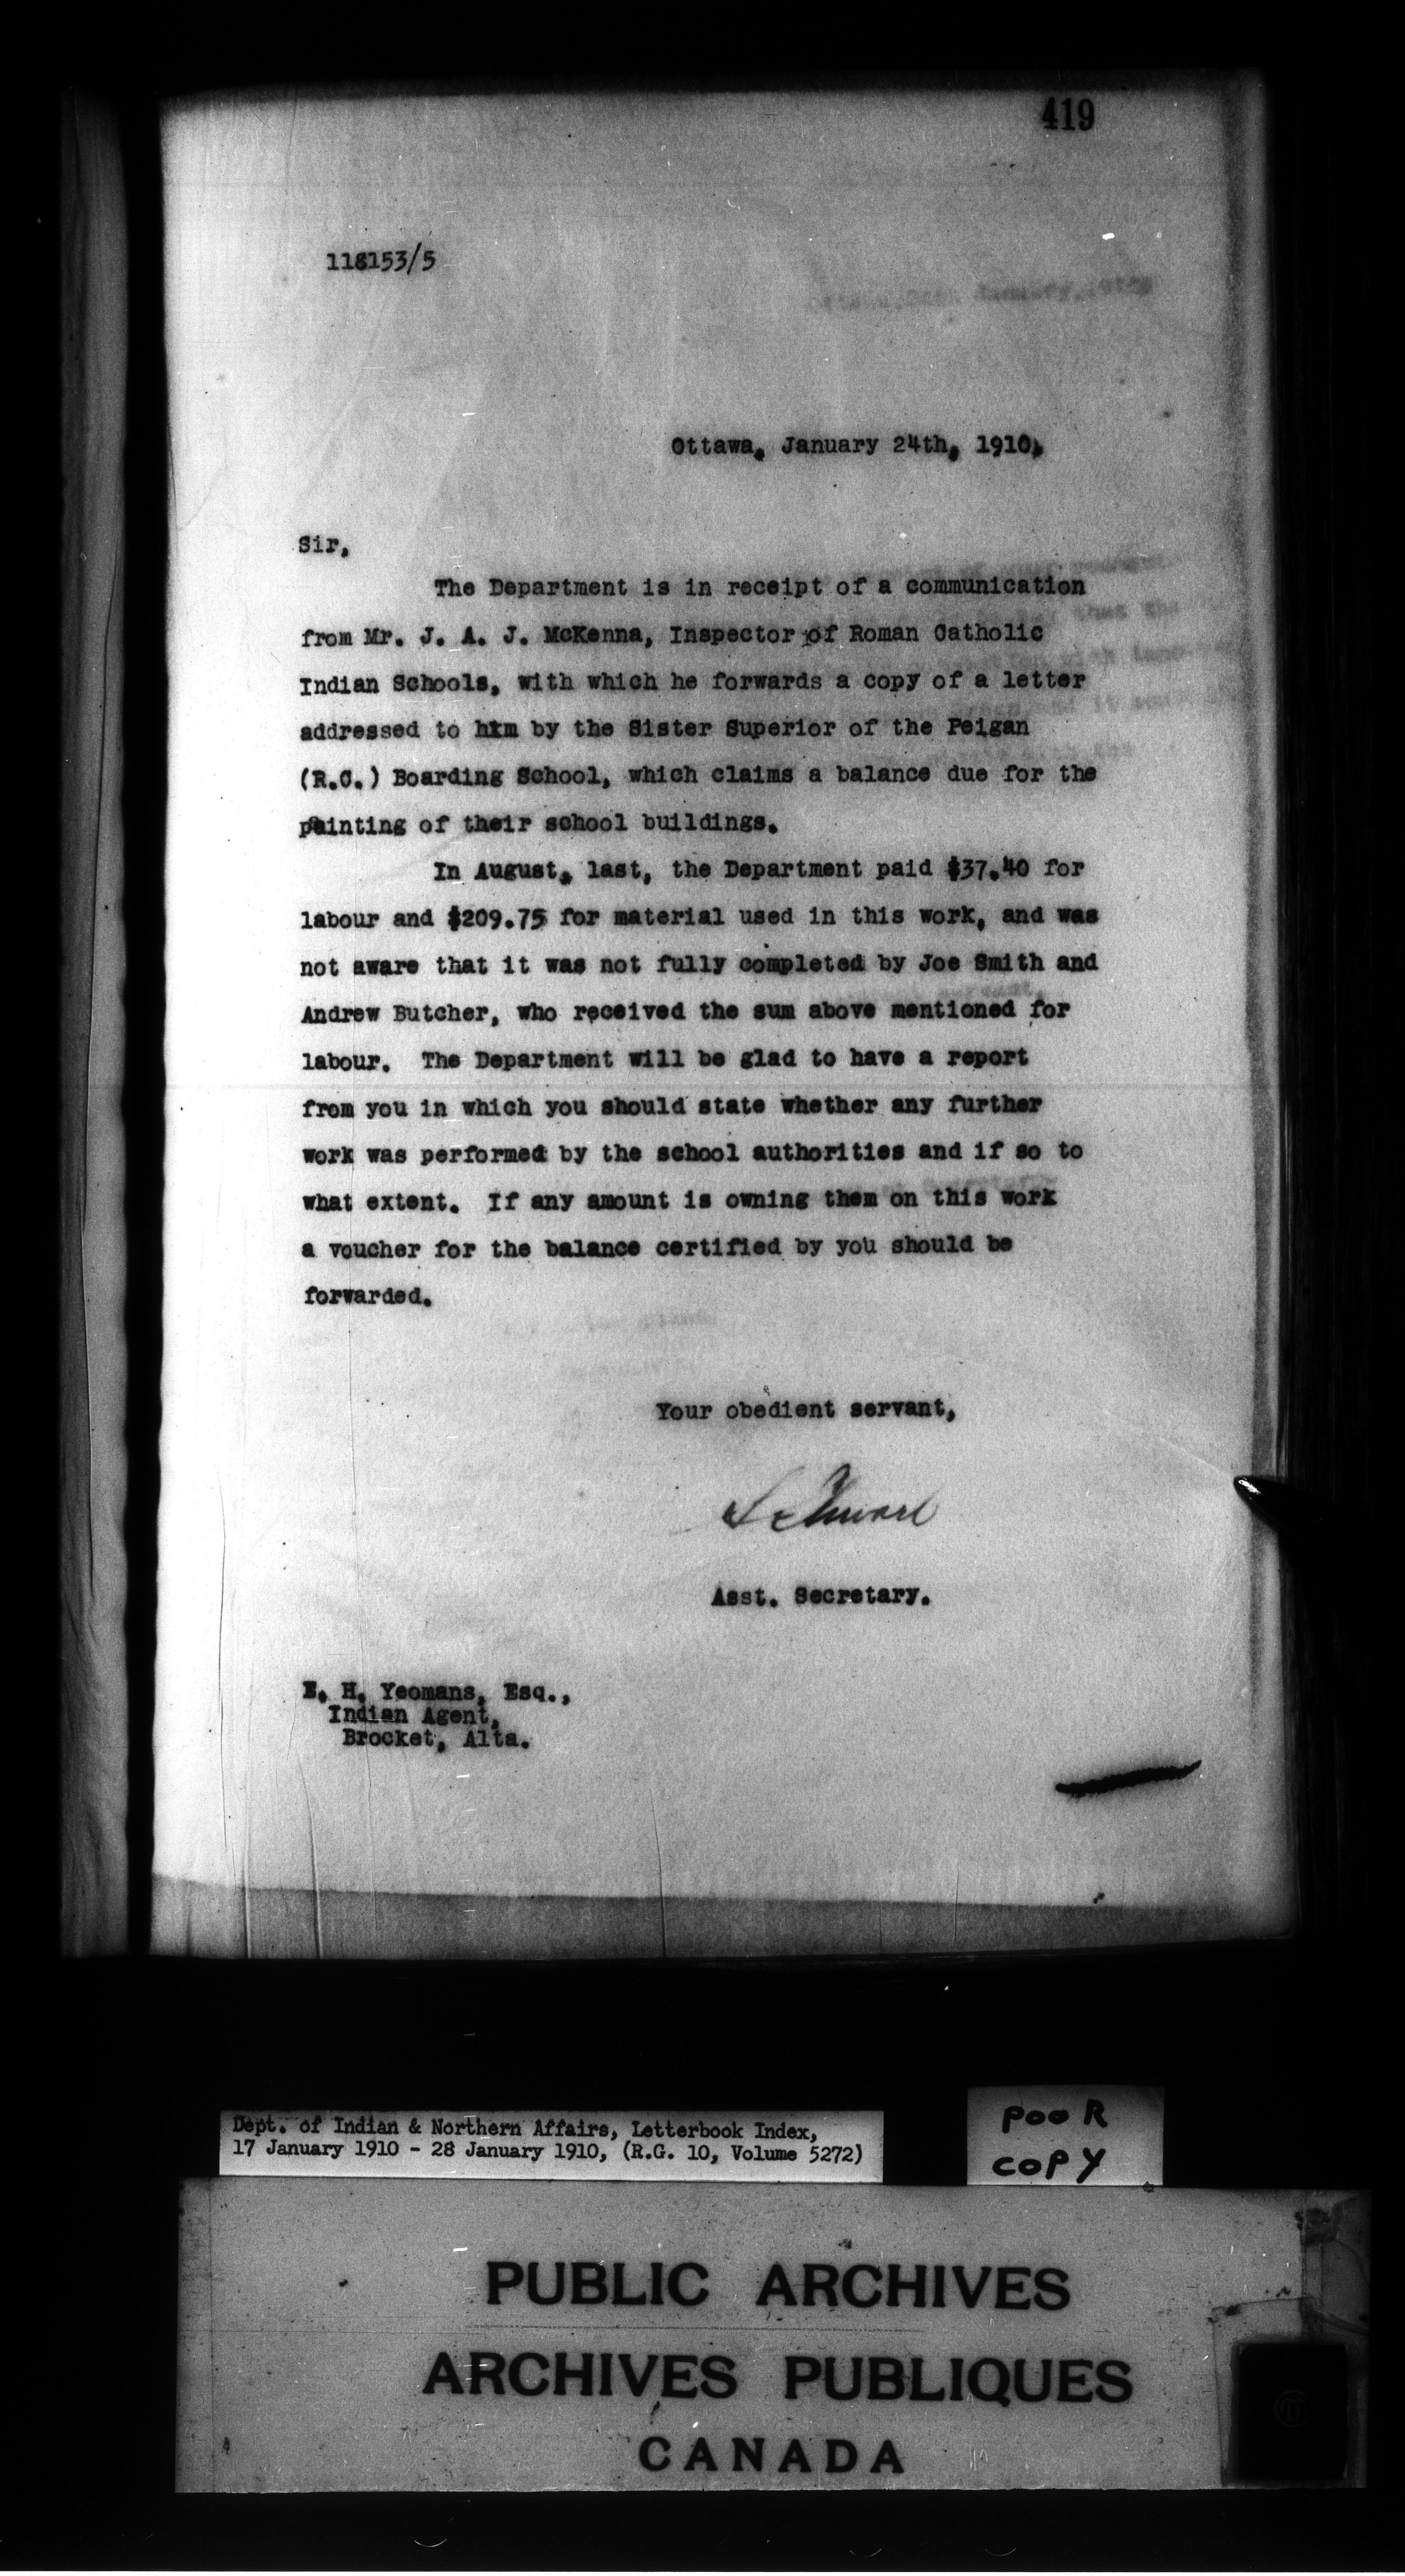 419
118153/5
Ottawa, January 24th, 1910.
Sir,
The Department is in receipt of a communication
from Mr. J. A. J. McKenna, Inspector of Roman Catholic
Indian Schools, with which he forwards a copy of a letter
addressed to him by the Sister Superior of the Peigan
(R.C.) Boarding School, which claims a balance due for the
painting of their school buildings.
In August, last, the Department paid $37.40 for
labour and $209.75 for material used in this work, and was
not aware that it was not fully completed by Joe Smith and
Andrew Butcher, who received the sum above mentioned for
labour. The Department will be glad to have a report
from you in which you should state whether any further
work was performed by the school authorities and if so to
what extent. If any amount is owning them on this work
a voucher for the balance certified by you should be
forwarded.
Your obedient servant,
Asst. Secretary.
E. H. Yeomans, Esq.,
Indian Agent,
Brocket, Alta.
Dept. of Indian & Northern Affairs, Letterbook Index,
17 January 1910 - 28 January 1910, (R.G. 10, Volume 5272)
POOR
COPY
PUBLIC ARCHIVES
ARCHIVES PUBLIQUES
CANADA